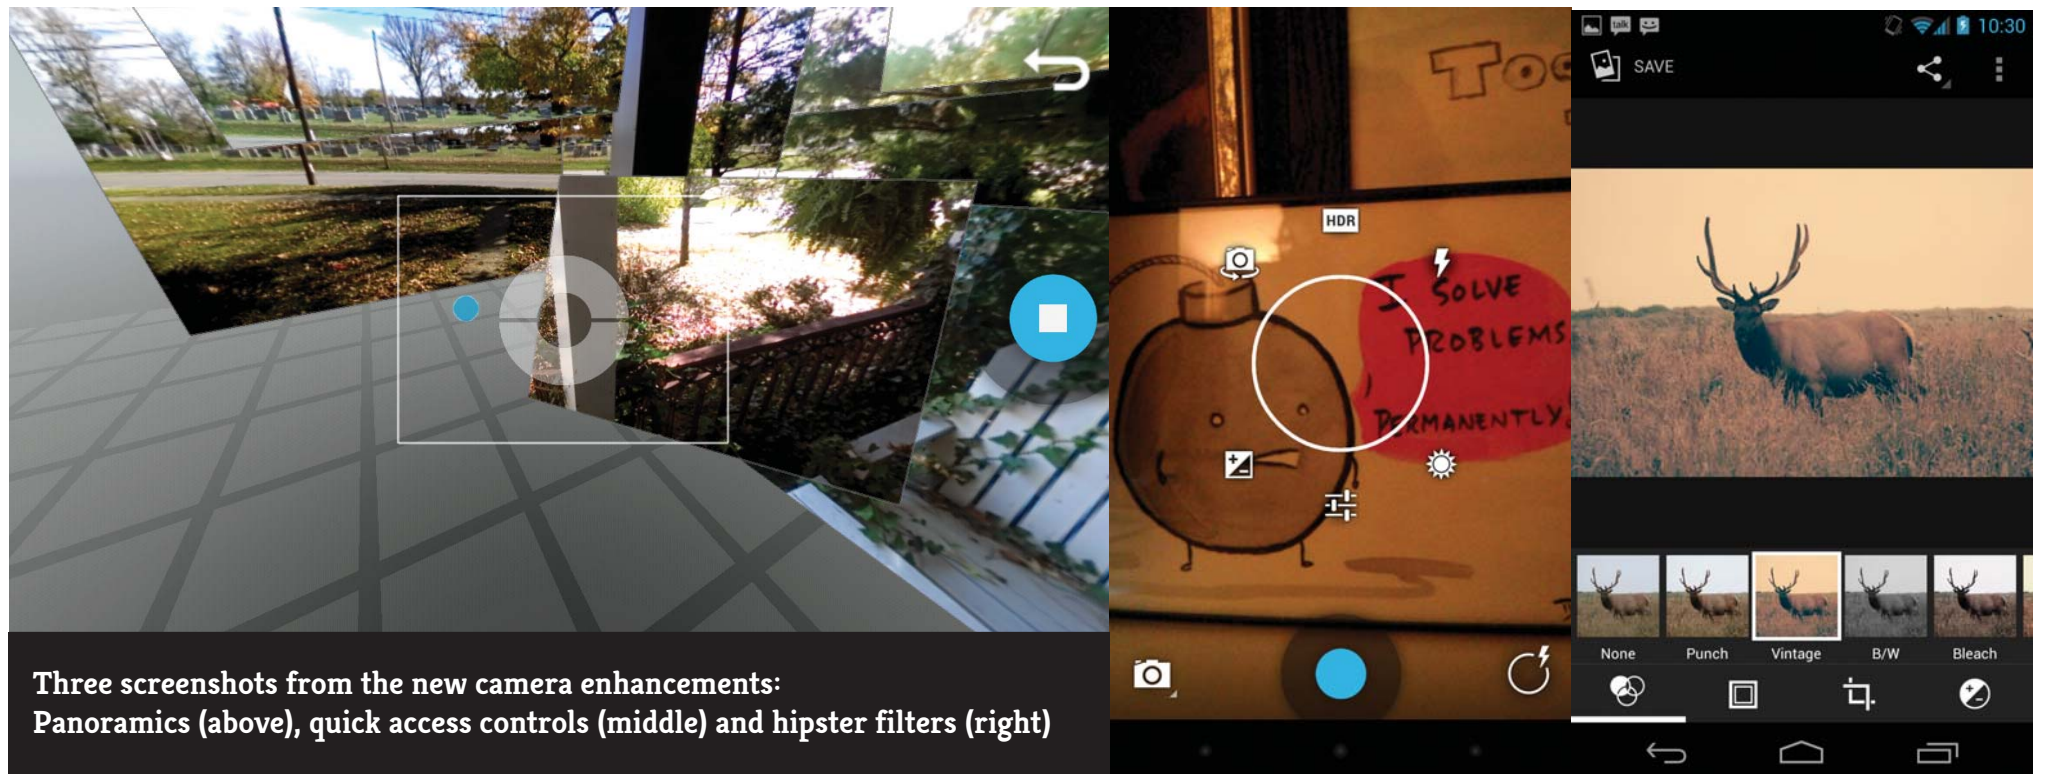 Three screenshots from the new camera enhancements:
Panoramics (above), quick access controls (middle) and hipster filters (right)
HDR
I SOLVE
PROBLEMS
PERMANENTLY!
talk
10:30
SAVE
None
Punch
Vintage
B/W
Bleach